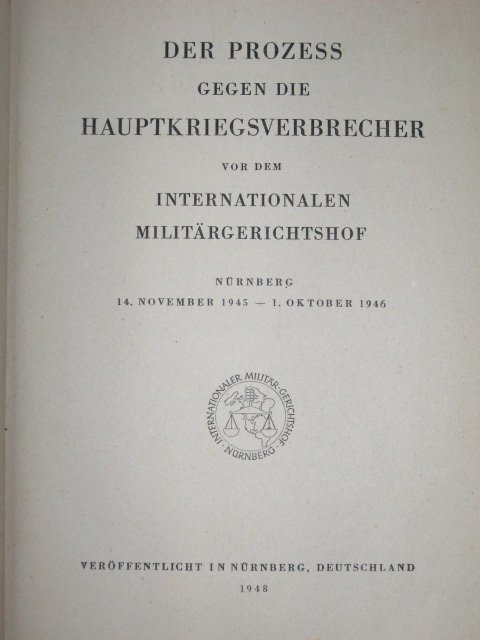 DER PROZESS
GEGEN DIE
HAUPTKRIEGSVERBRECHER
VOR DEM
INTERNATIONALEN
MILITÄRGERICHTSHOF
NÜRNBERG
14. NOVEMBER 1945 — 1. OKTOBER 1946
INTERNATIONALER MILITÄR-GERICHTSHOF
· NÜRNBERG ·
VERÖFFENTLICHT IN NÜRNBERG, DEUTSCHLAND
1948